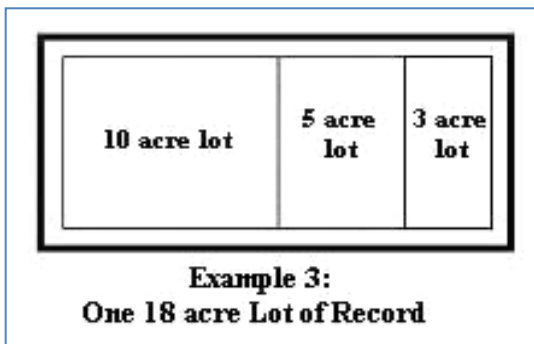 10 acre lot
5 acre
lot
3 acre
lot
Example 3:
One 18 acre Lot of Record